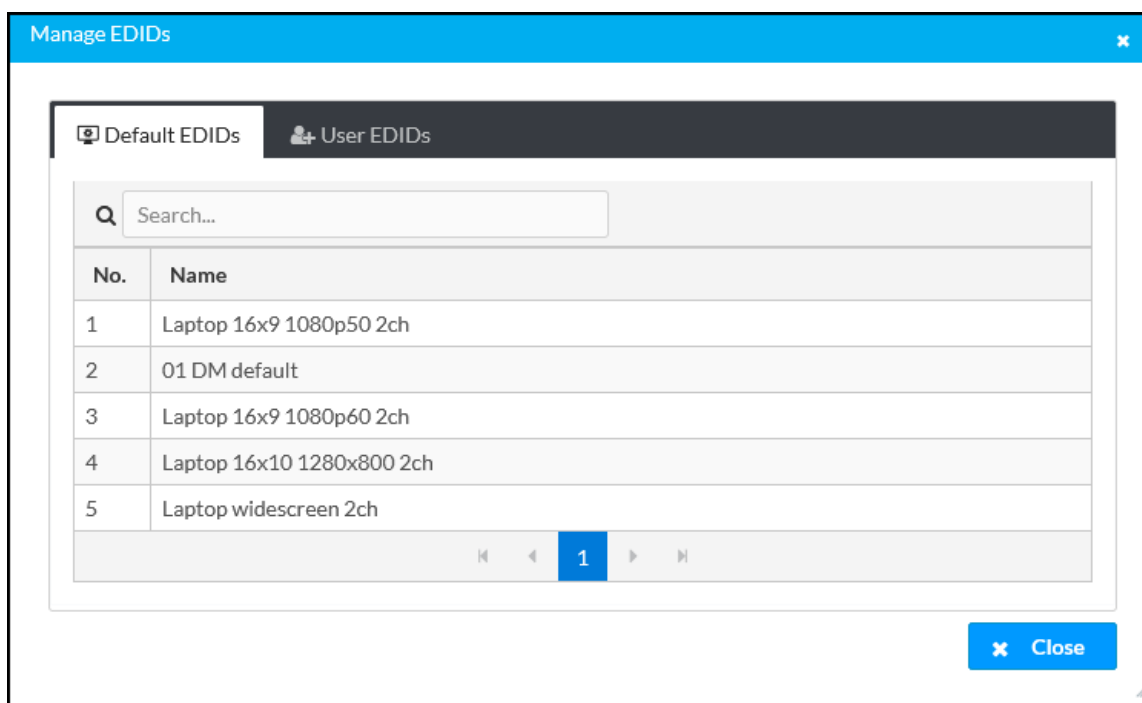 Manage EDIDs
Default EDIDs User EDIDs
Search...
No. Name
1 Laptop 16x9 1080p50 2ch
2 01 DM default
3 Laptop 16x9 1080p60 2ch
4 Laptop 16x10 1280x800 2ch
5 Laptop widescreen 2ch
1
Close